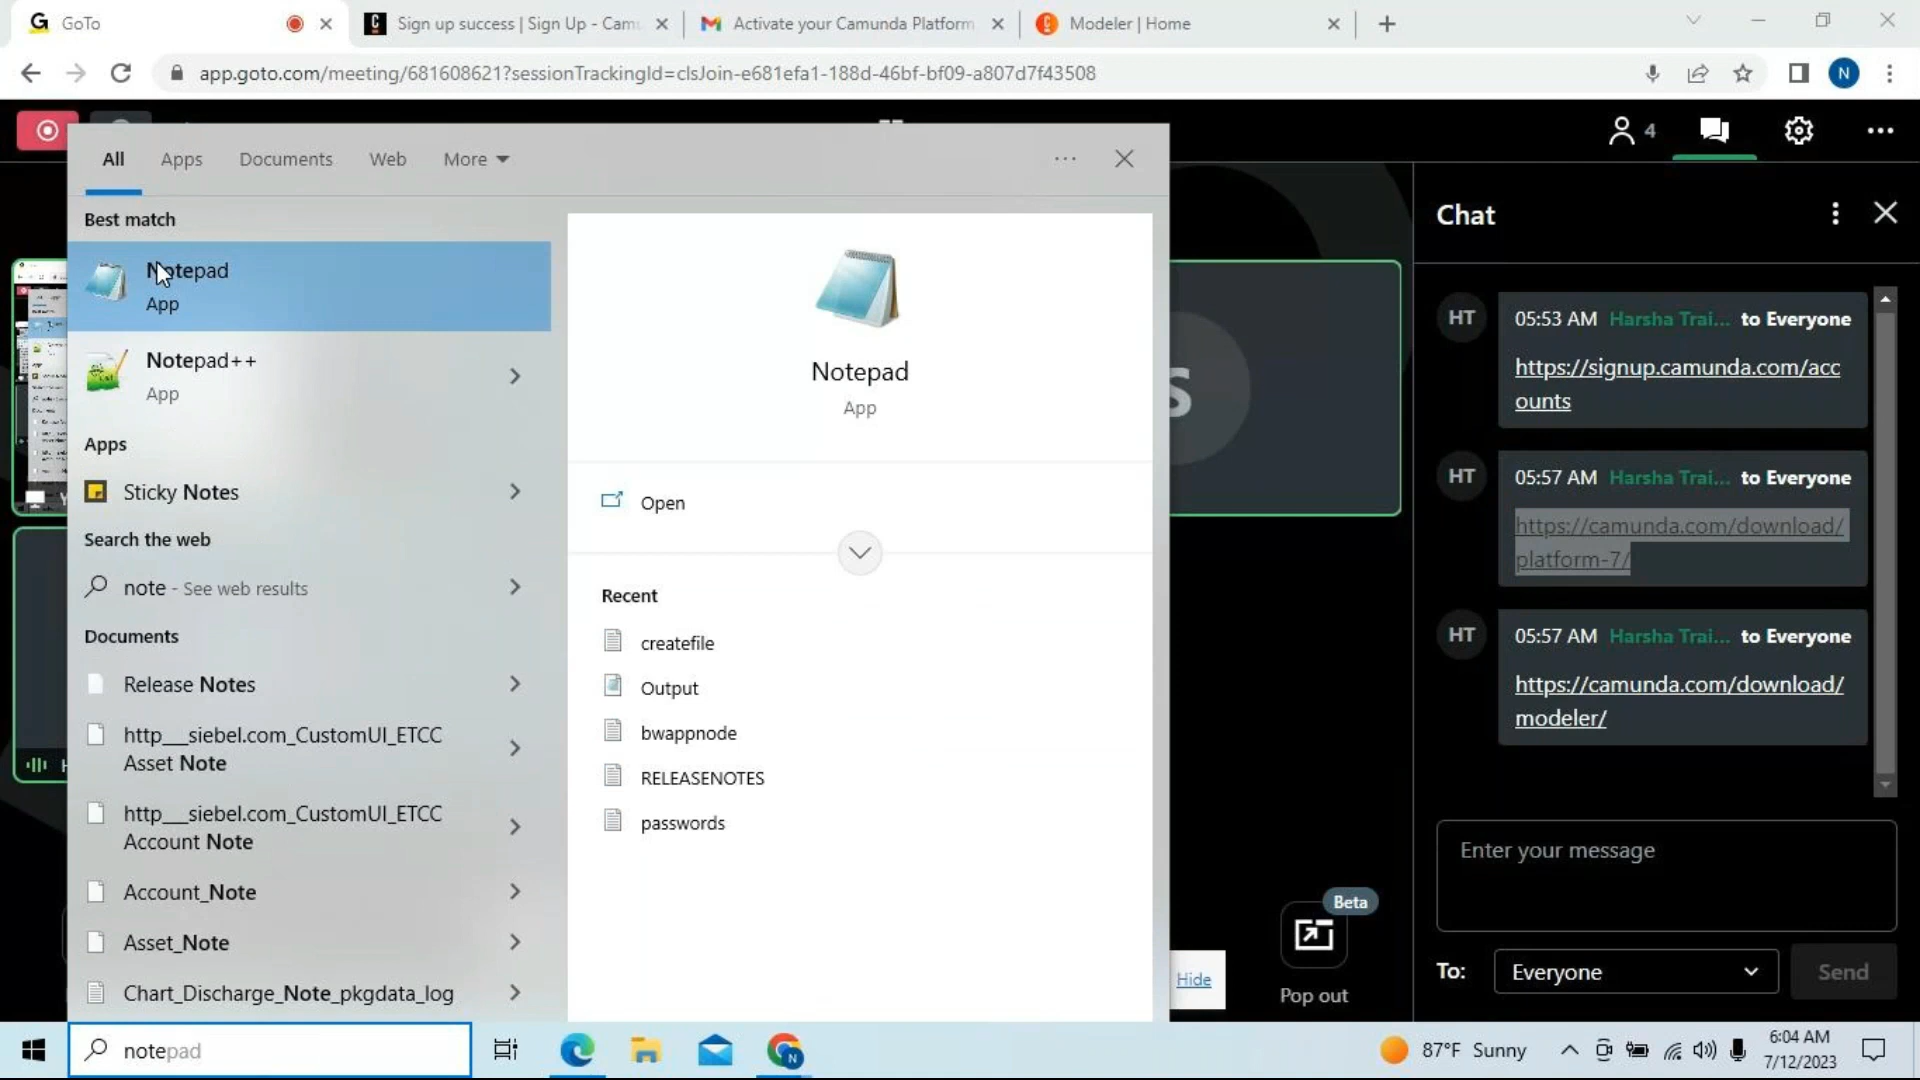 GoTo
Sign up success | Sign Up - Cam
Activate your Camunda Platform
Modeler | Home
app.goto.com/meeting/681608621?sessionTrackingId=clsJoin-e681efa1-188d-46bf-bf09-a807d7f43508
N
4
All
Apps
Documents
Web
More
Best match
Notepad
App
Notepad++
App
Apps
Sticky Notes
Search the web
note - See web results
Documents
Release Notes
http__siebel.com_CustomUI_ETCC
Asset Note
http__siebel.com_CustomUI_ETCC
Account Note
Account_Note
Asset_Note
Chart_Discharge_Note_pkgdata_log
Notepad
App
Open
Recent
createfile
Output
bwappnode
RELEASENOTES
passwords
S
Hide
Beta
Pop out
Chat
HT
05:53 AM Harsha Trai... to Everyone
https://signup.camunda.com/acc
ounts
HT
05:57 AM Harsha Trai... to Everyone
https://camunda.com/download/
platform-7/
HT
05:57 AM Harsha Trai... to Everyone
https://camunda.com/download/
modeler/
Enter your message
To:
Everyone
Send
notepad
N
87°F Sunny
6:04 AM
7/12/2023